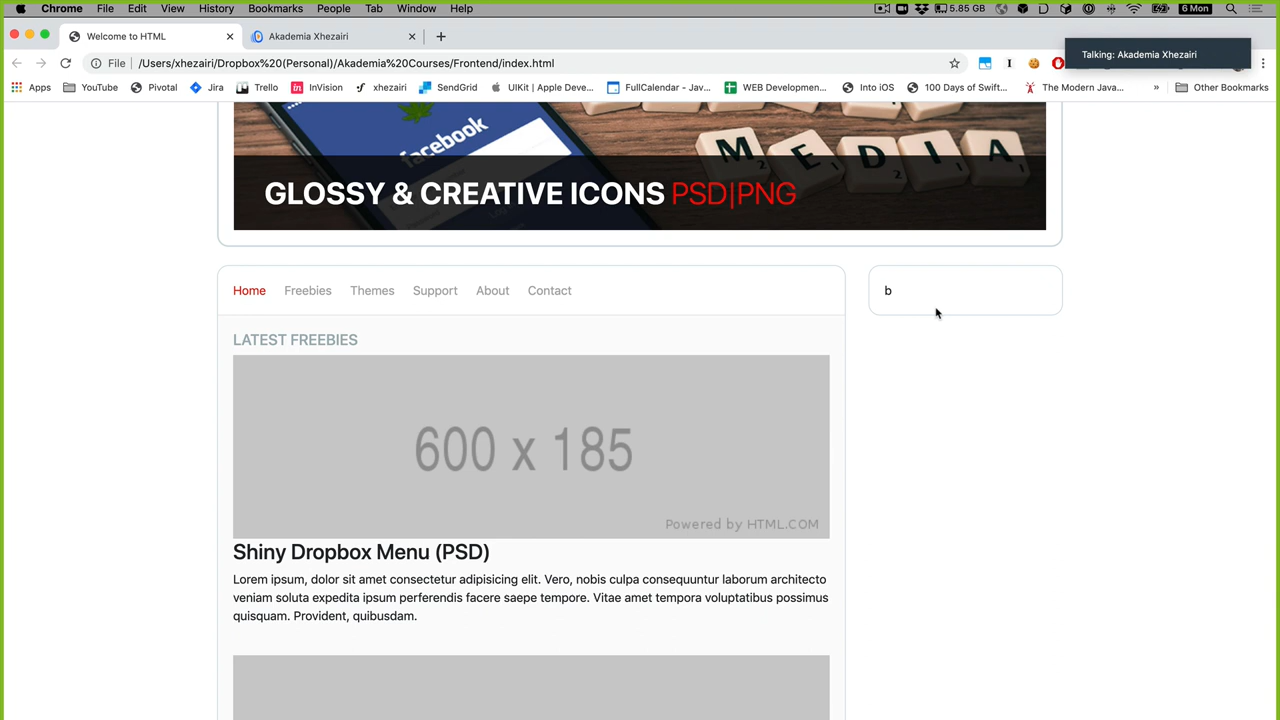 Chrome File Edit View History Bookmarks People Tab Window Help 5.85 GB 6 Mon
Welcome to HTML Akademia Xhezairi
Talking: Akademia Xhezairi
File /Users/xhezairi/Dropbox%20(Personal)/Akademia%20Courses/Frontend/index.html
Apps YouTube Pivotal Jira Trello InVision xhezairi SendGrid UIKit | Apple Deve... FullCalendar - Jav... WEB Developmen... Into iOS 100 Days of Swift... The Modern Java... » Other Bookmarks
facebook
MEDIA
GLOSSY & CREATIVE ICONS PSD|PNG
Home Freebies Themes Support About Contact
b
LATEST FREEBIES
600 x 185
Powered by HTML.COM
Shiny Dropbox Menu (PSD)
Lorem ipsum, dolor sit amet consectetur adipisicing elit. Vero, nobis culpa consequuntur laborum architecto
veniam soluta expedita ipsum perferendis facere saepe tempore. Vitae amet tempora voluptatibus possimus
quisquam. Provident, quibusdam.